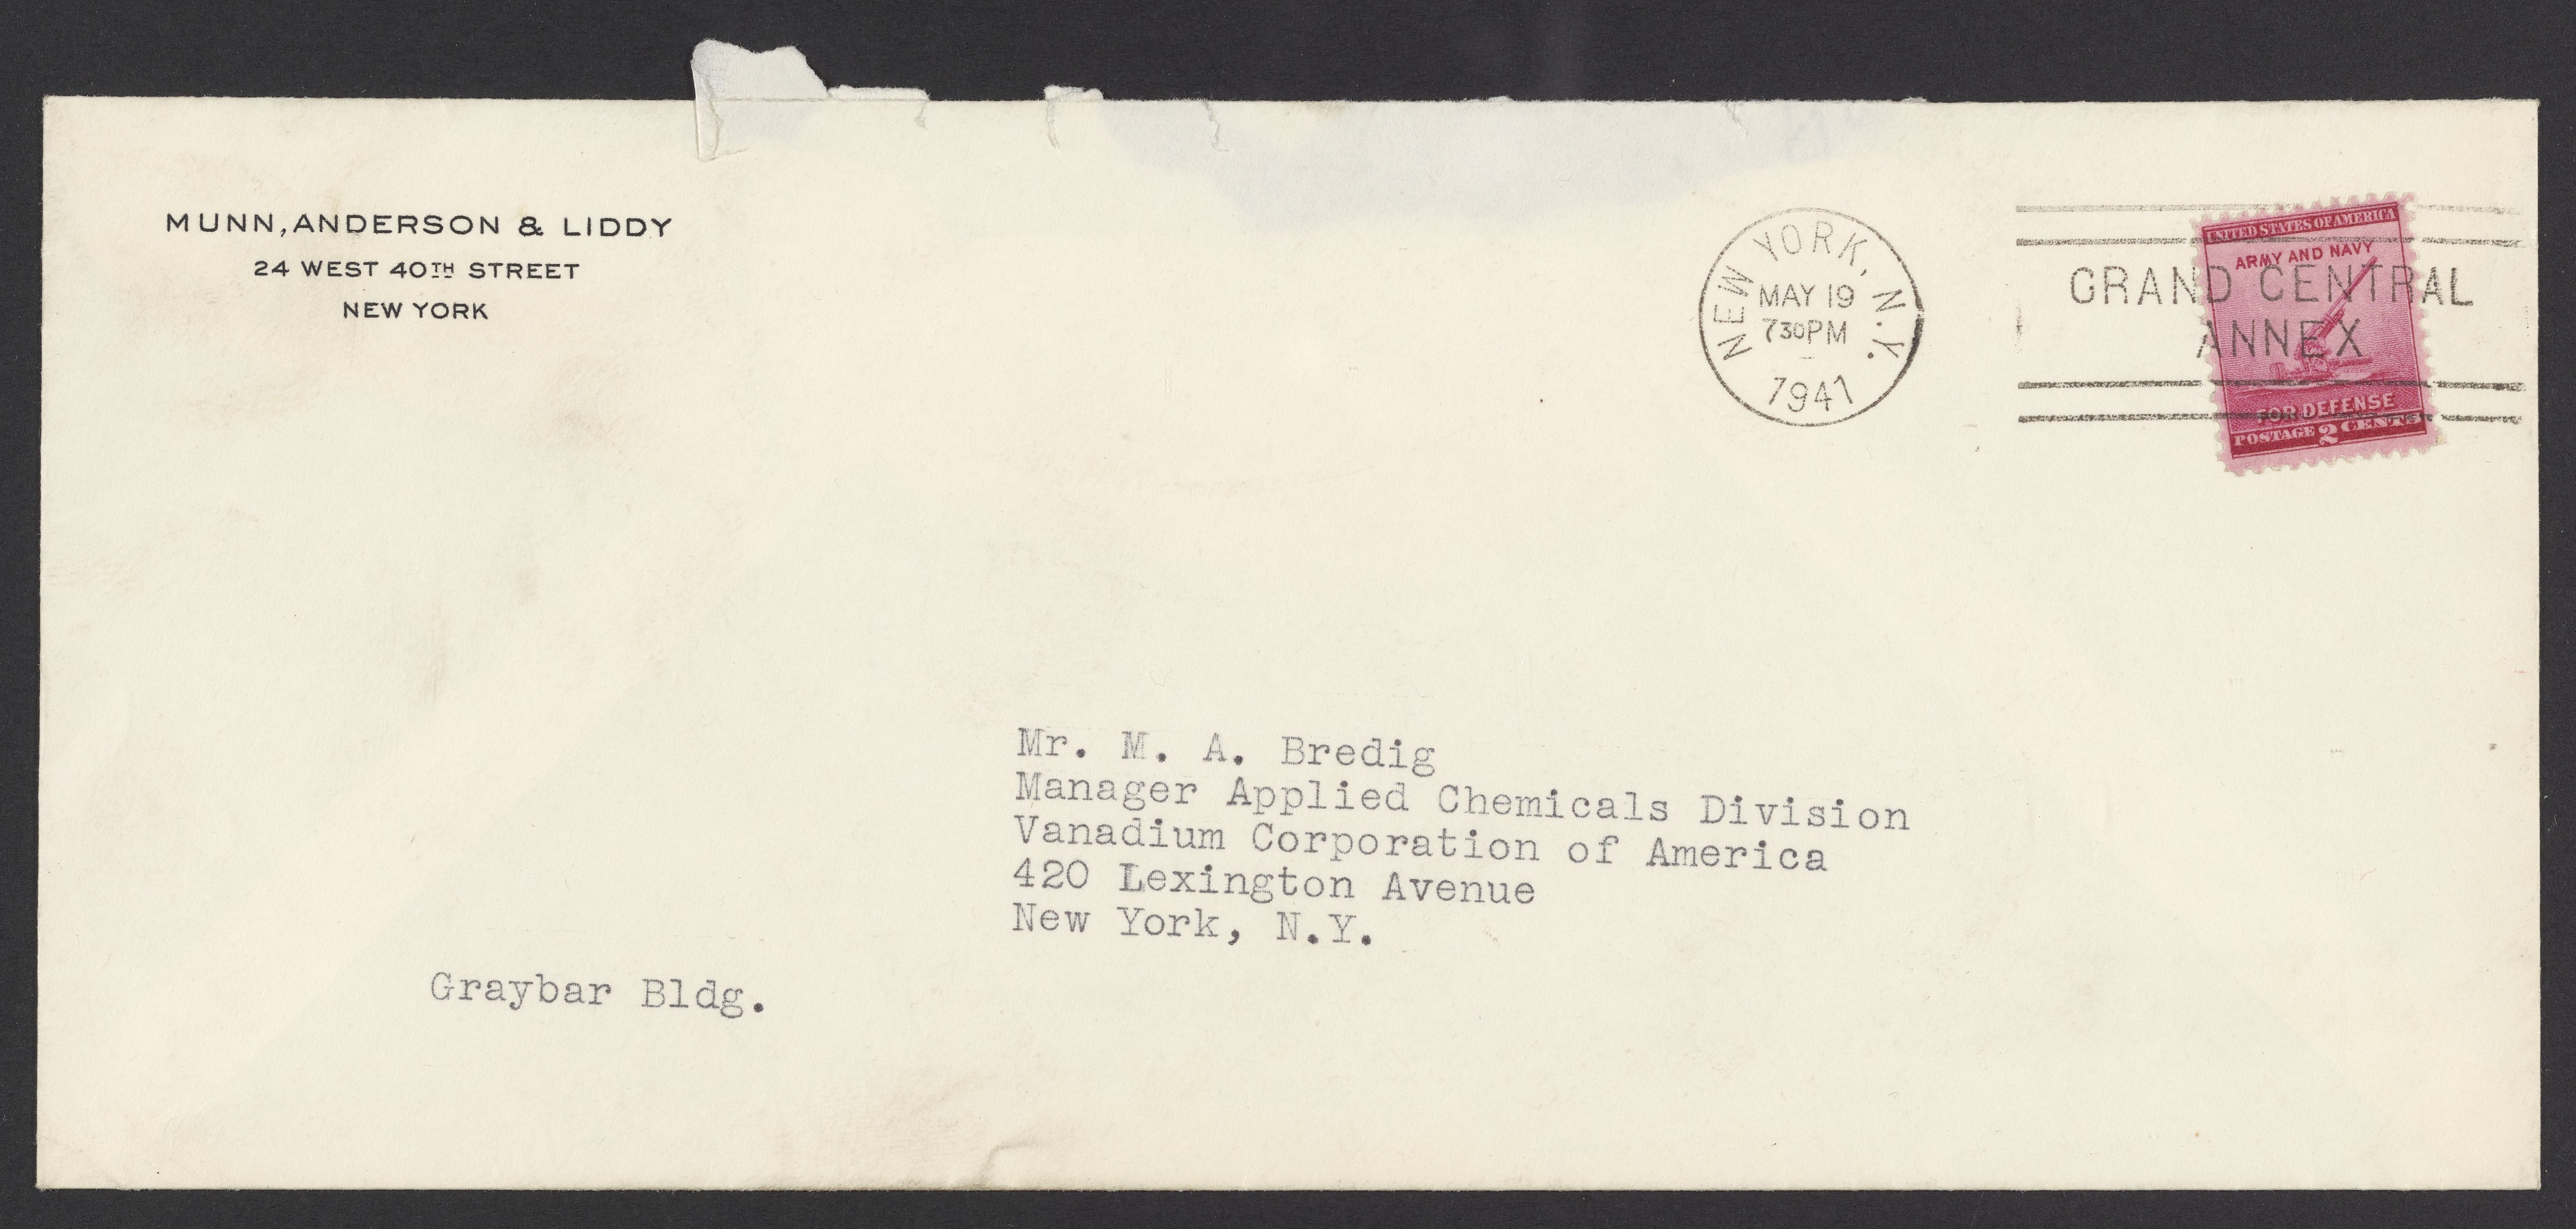 MUNN, ANDERSON & LIDDY
24 WEST 40TH STREET
NEW YORK
NEW YORK, N.Y.
MAY 19
730PM
1941
GRAND CENTRAL
ANNEX
UNITED STATES OF AMERICA
ARMY AND NAVY
FOR DEFENSE
POSTAGE 2 CENTS
Mr. M. A. Bredig
Manager Applied Chemicals Division
Vanadium Corporation of America
420 Lexington Avenue
New York, N.Y.
Graybar Bldg.